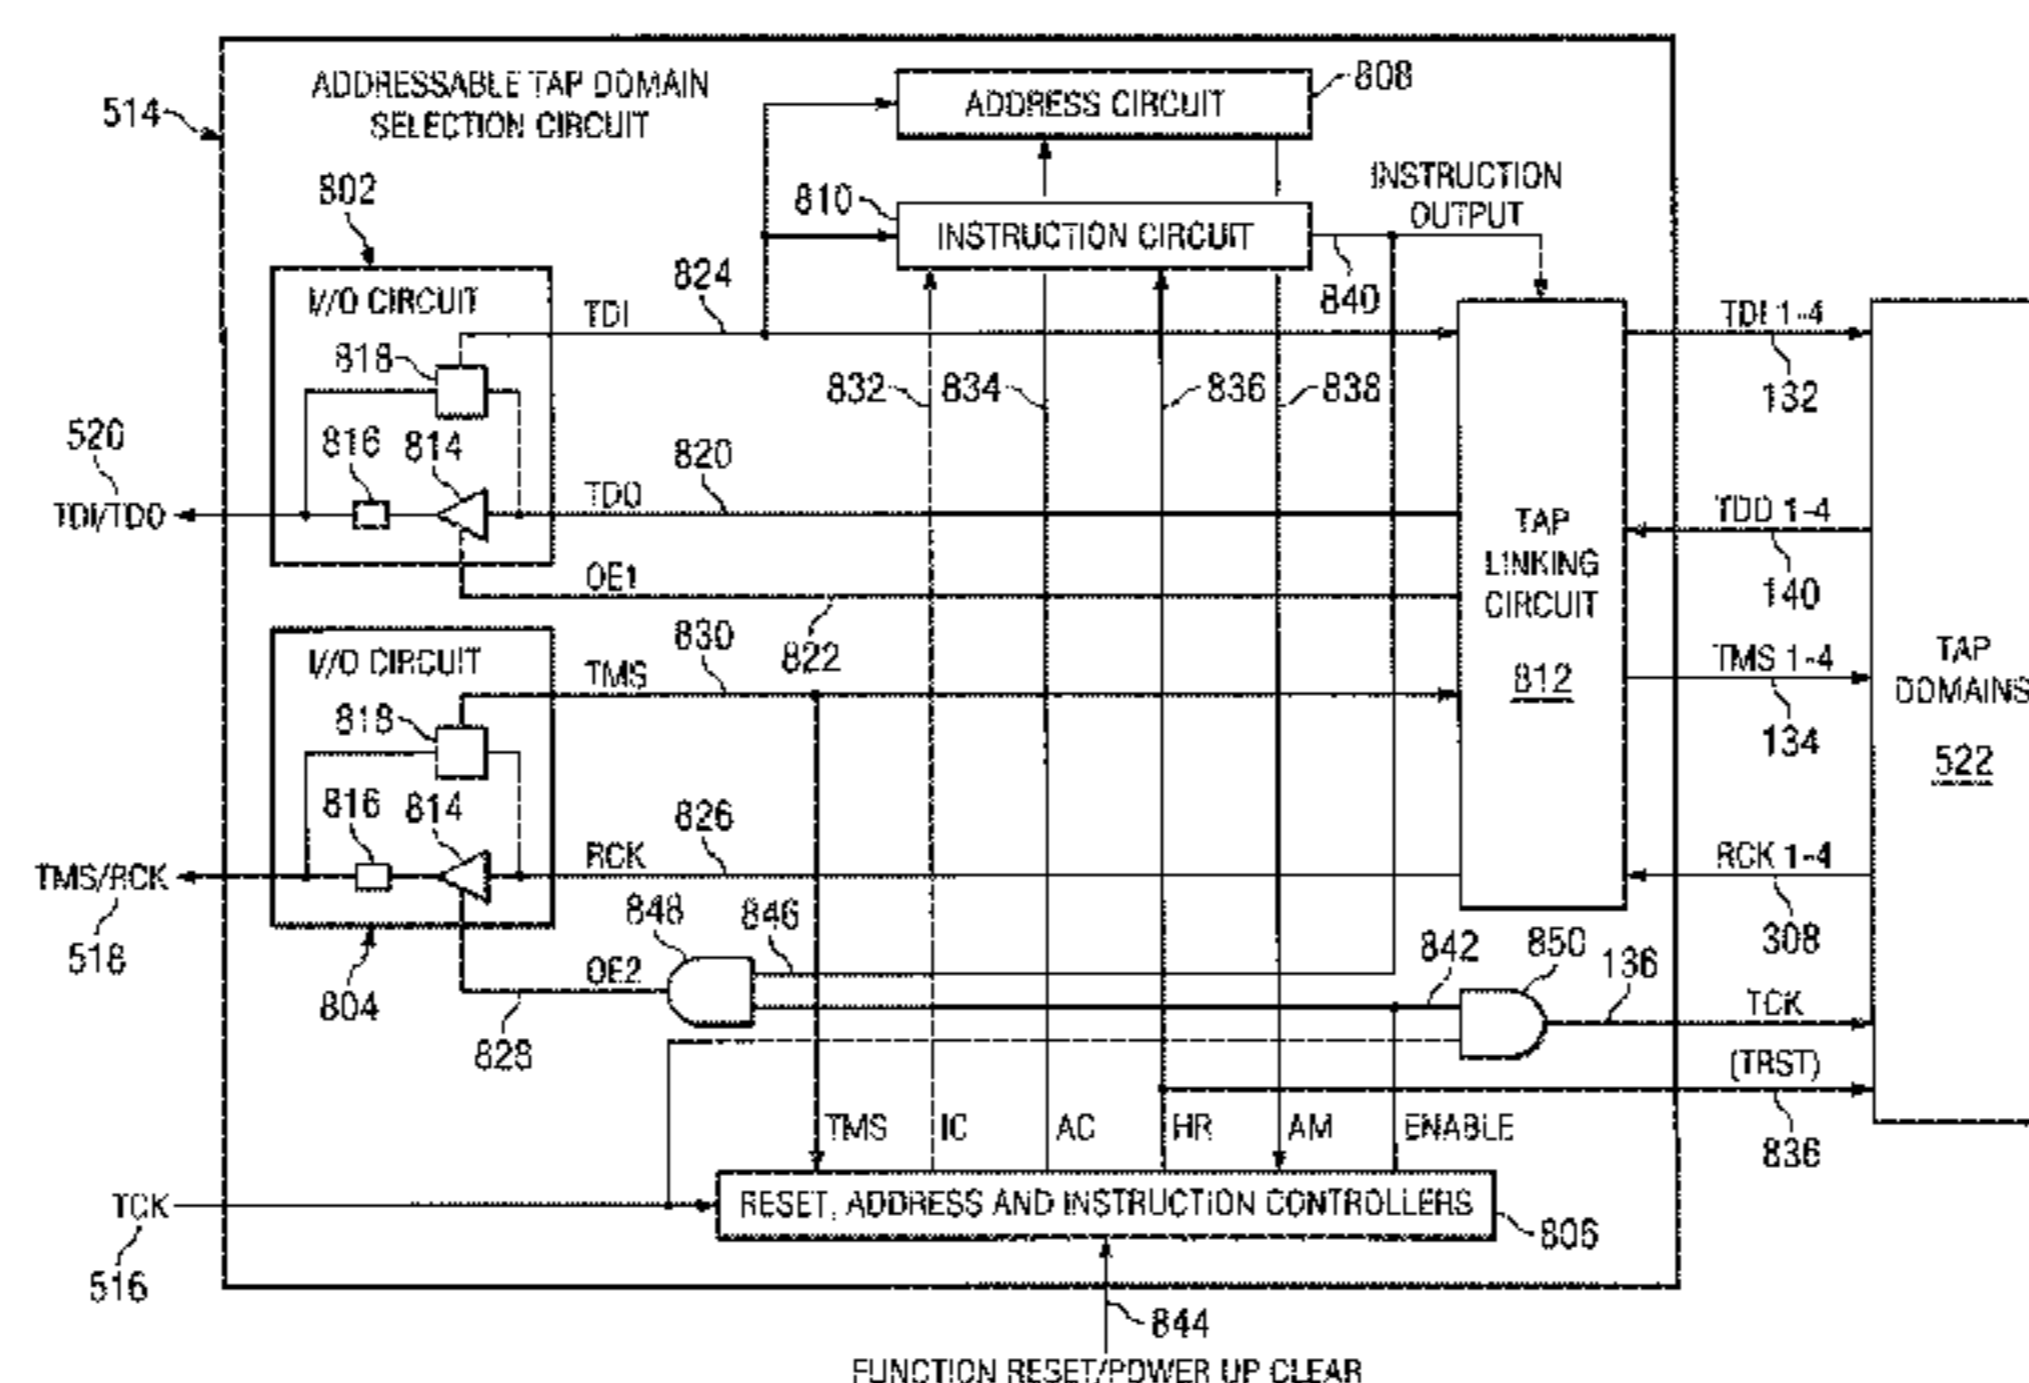 ADDRESSABLE TAP DOMAIN
SELECTION CIRCUIT
514
808
ADDRESS CIRCUIT
802
810
INSTRUCTION CIRCUIT
INSTRUCTION
OUTPUT
840
I/O CIRCUIT
TDI
824
818
816
814
520
TDI/TDO
832
834
836
838
TDO
820
OE1
822
TAP
LINKING
CIRCUIT
812
TDI 1-4
132
TDO 1-4
140
TMS 1-4
134
RCK 1-4
308
TAP
DOMAINS
522
I/O CIRCUIT
TMS
830
818
816
814
TMS/RCK
518
804
RCK
826
848
846
OE2
828
842
850
136
TCK
(TRST)
836
TMS
IC
AC
HR
AM
ENABLE
TCK
516
RESET, ADDRESS AND INSTRUCTION CONTROLLERS
806
844
FUNCTION RESET/POWER UP CLEAR